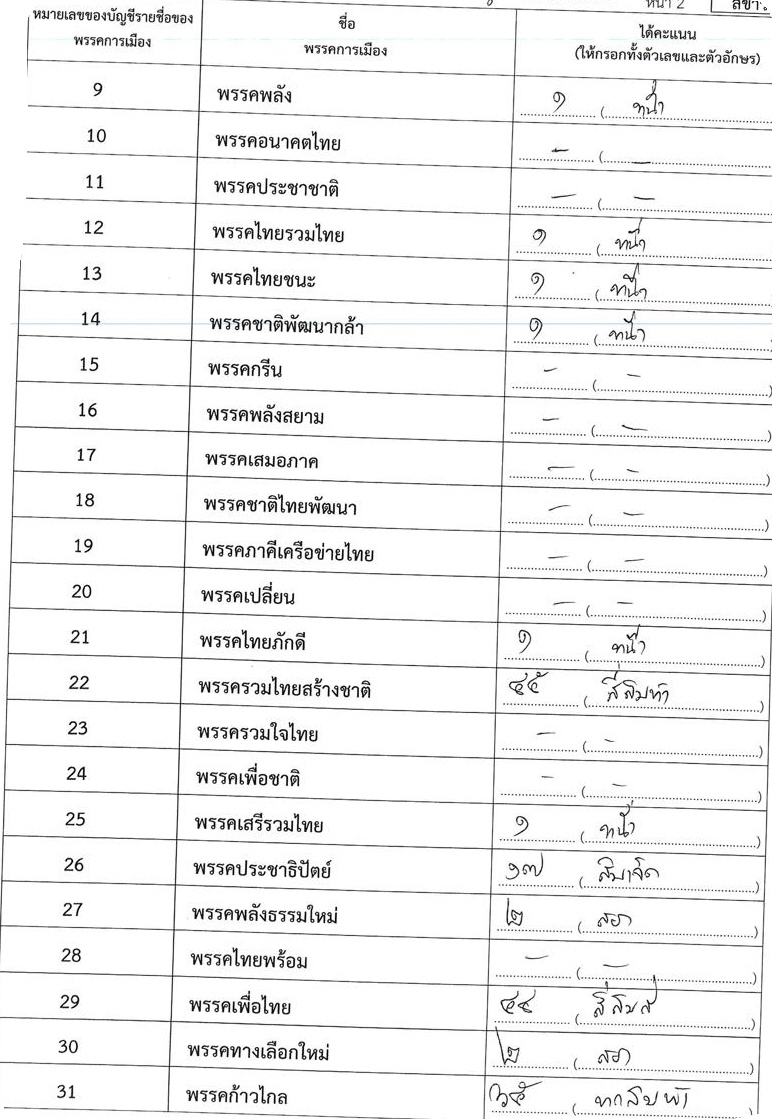 หน้า 2
หมายเลขของบัญชีรายชื่อของ
พรรคการเมือง
ชื่อ
พรรคการเมือง
ได้คะแนน
(ให้กรอกทั้งตัวเลขและตัวอักษร)
9 พรรคพลัง ๑ (
10 พรรคอนาคตไทย - ( -
11 พรรคประชาชาติ - ( -
12 พรรคไทยรวมไทย ๑ (
13 พรรคไทยชนะ ๑ (
14 พรรคชาติพัฒนากล้า ๑ (
15 พรรคกรีน - ( - )
16 พรรคพลังสยาม - ( - )
17 พรรคเสมอภาค - ( - )
18 พรรคชาติไทยพัฒนา - ( - )
19 พรรคภาคีเครือข่ายไทย - ( - )
20 พรรคเปลี่ยน - ( - )
21 พรรคไทยภักดี ๑ ( )
22 พรรครวมไทยสร้างชาติ ๔๕ ( สี่สิบห้า )
23 พรรครวมใจไทย - ( - )
24 พรรคเพื่อชาติ - ( - )
25 พรรคเสรีรวมไทย ๑ ( )
26 พรรคประชาธิปัตย์ ๑๗ ( สิบเจ็ด )
27 พรรคพลังธรรมใหม่ ๒ ( สอง )
28 พรรคไทยพร้อม - ( - )
29 พรรคเพื่อไทย ๔๔ ( สี่สิบสี่ )
30 พรรคทางเลือกใหม่ ๒ ( สอง )
31 พรรคก้าวไกล ๖๕ ( หกสิบห้า )